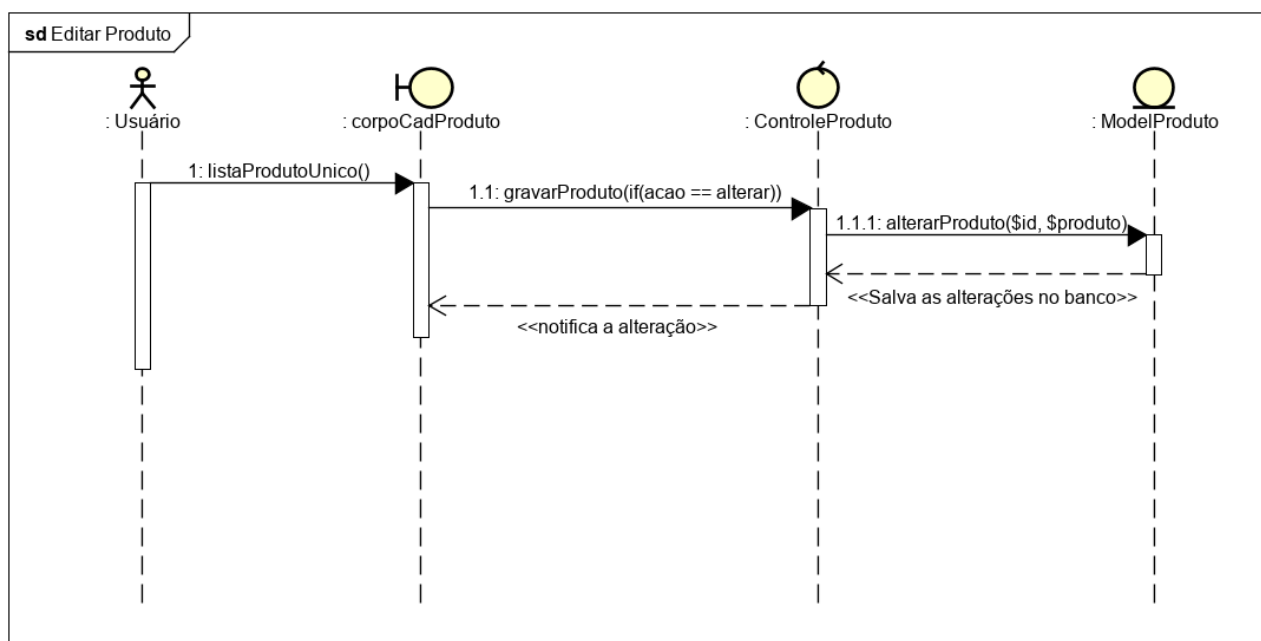 sd Editar Produto
: Usuário
: corpoCadProduto
: ControleProduto
: ModelProduto
1: listaProdutoUnico()
1.1: gravarProduto(if(acao == alterar))
1.1.1: alterarProduto($id, $produto)
<<Salva as alterações no banco>>
<<notifica a alteração>>